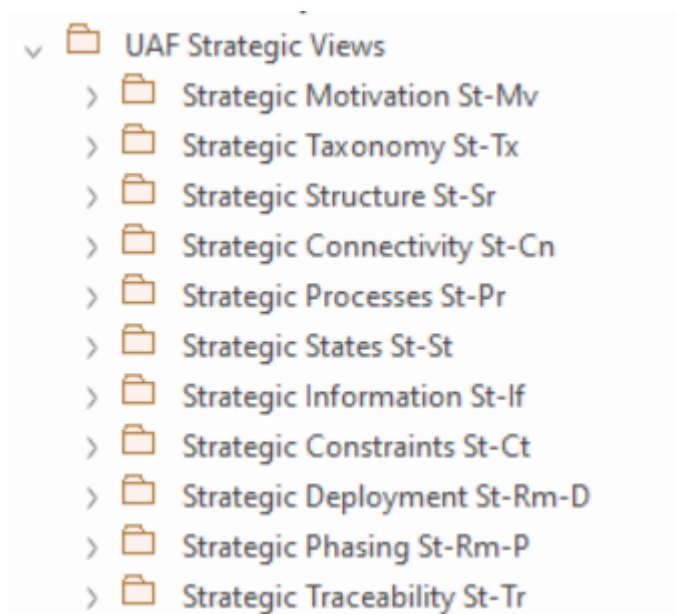 UAF Strategic Views
Strategic Motivation St-Mv
Strategic Taxonomy St-Tx
Strategic Structure St-Sr
Strategic Connectivity St-Cn
Strategic Processes St-Pr
Strategic States St-St
Strategic Information St-If
Strategic Constraints St-Ct
Strategic Deployment St-Rm-D
Strategic Phasing St-Rm-P
Strategic Traceability St-Tr